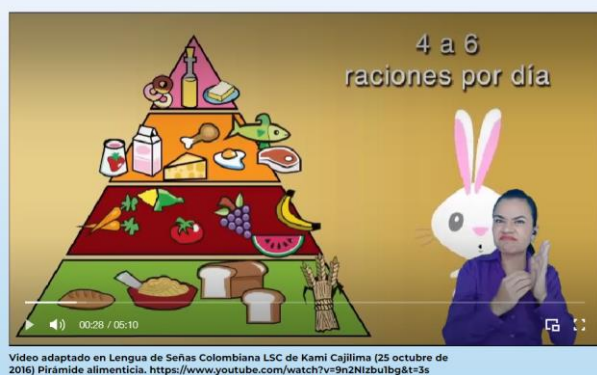 4 a 6
raciones por día
00:28 / 05:10
Video adaptado en Lengua de Señas Colombiana LSC de Kami Cajilima (25 octubre de
2016) Pirámide alimenticia. https://www.youtube.com/watch?v=9n2NIzbu1bg&t=3s